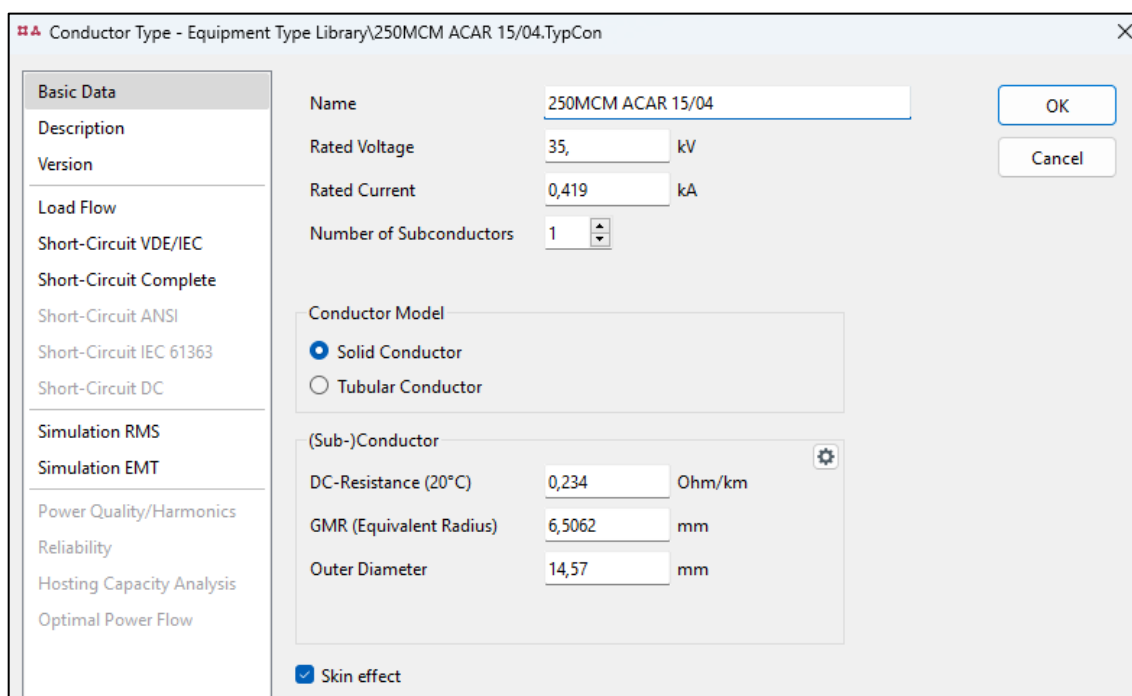 Conductor Type - Equipment Type Library\250MCM ACAR 15/04.TypCon
Basic Data
Description
Version
Load Flow
Short-Circuit VDE/IEC
Short-Circuit Complete
Short-Circuit ANSI
Short-Circuit IEC 61363
Short-Circuit DC
Simulation RMS
Simulation EMT
Power Quality/Harmonics
Reliability
Hosting Capacity Analysis
Optimal Power Flow
Name 250MCM ACAR 15/04
Rated Voltage 35, kV
Rated Current 0,419 kA
Number of Subconductors 1
Conductor Model
Solid Conductor
Tubular Conductor
(Sub-)Conductor
DC-Resistance (20°C) 0,234 Ohm/km
GMR (Equivalent Radius) 6,5062 mm
Outer Diameter 14,57 mm
Skin effect
OK
Cancel